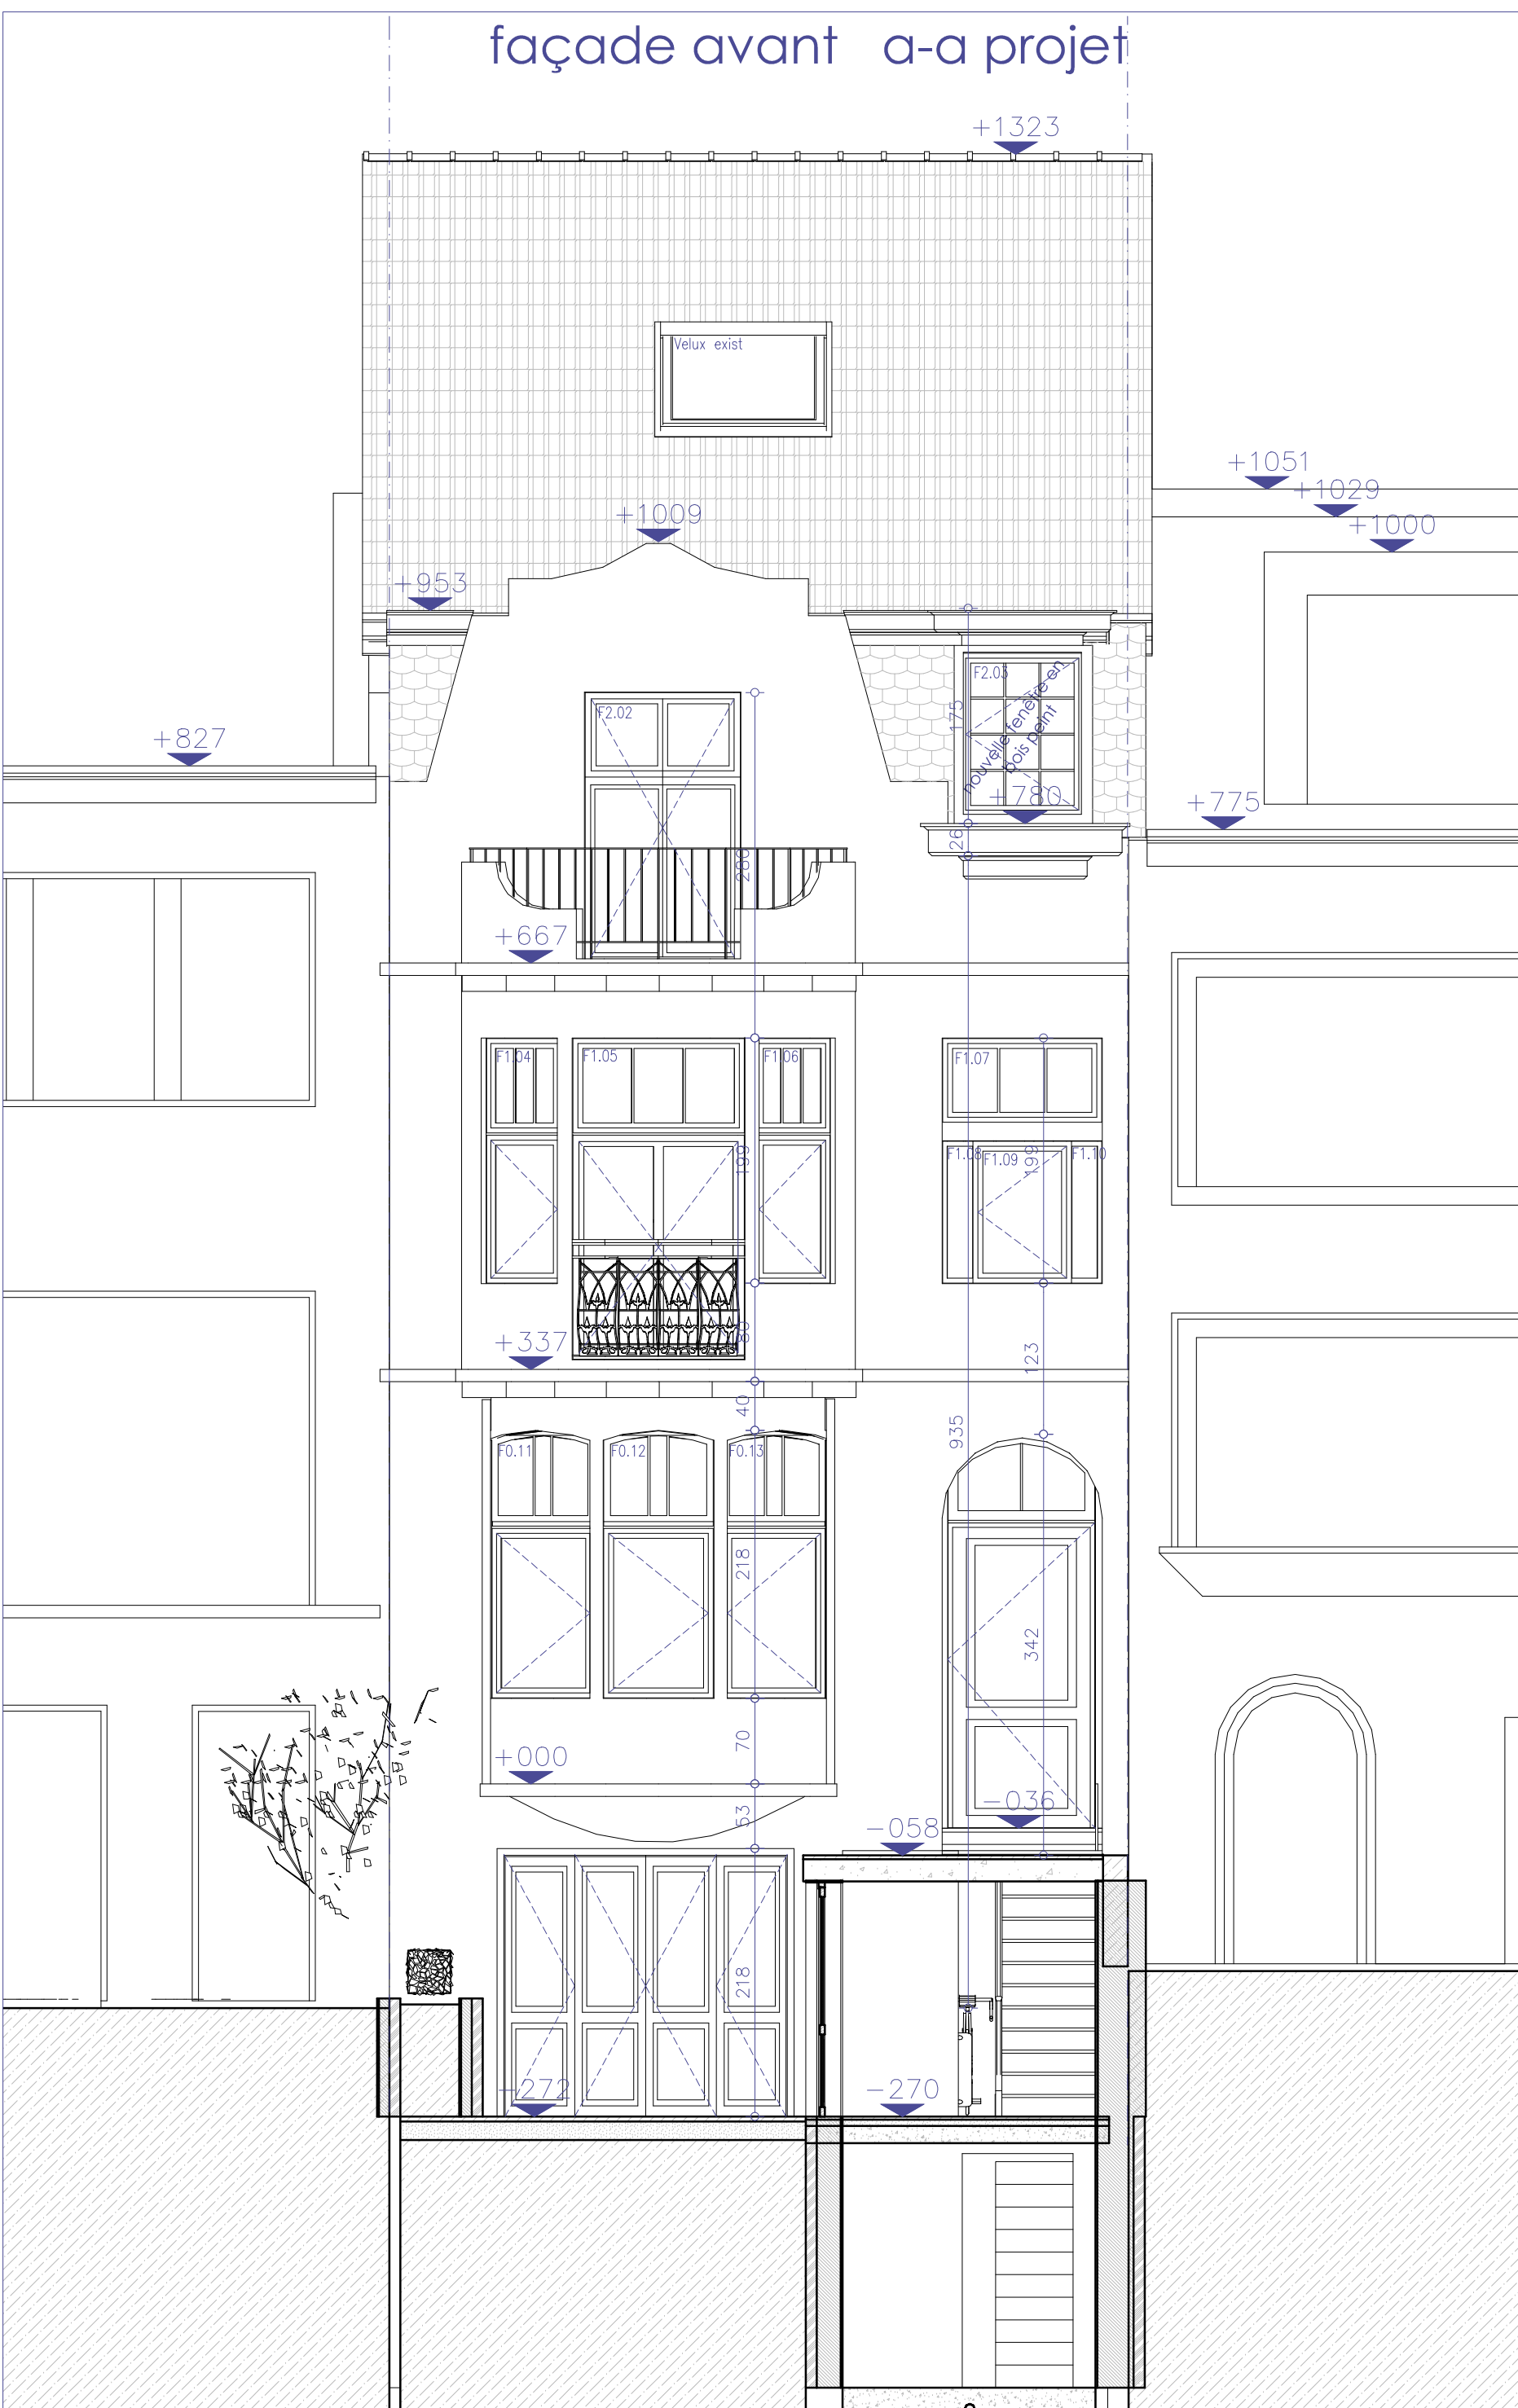 façade avant a-a projet
+1323
Velux exist
+1051
+1029
+1009
+1000
+953
F2.03
nouvelle fenêtre en
bois peint
175
F2.02
+827
+780
+775
26
+667
F1.04
F1.05
F1.06
F1.07
199
F1.08
F1.09
199
F1.10
80
+337
123
40
935
F0.11
F0.12
F0.13
218
342
70
+000
53
-036
-058
218
-272
-270